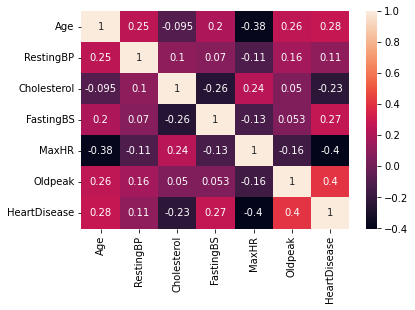 Age 1 0.25 -0.095 0.2 -0.38 0.26 0.28
RestingBP 0.25 1 0.1 0.07 -0.11 0.16 0.11
Cholesterol -0.095 0.1 1 -0.26 0.24 0.05 -0.23
FastingBS 0.2 0.07 -0.26 1 -0.13 0.053 0.27
MaxHR -0.38 -0.11 0.24 -0.13 1 -0.16 -0.4
Oldpeak 0.26 0.16 0.05 0.053 -0.16 1 0.4
HeartDisease 0.28 0.11 -0.23 0.27 -0.4 0.4 1
Age RestingBP Cholesterol FastingBS MaxHR Oldpeak HeartDisease
1.0
0.8
0.6
0.4
0.2
0.0
−0.2
−0.4